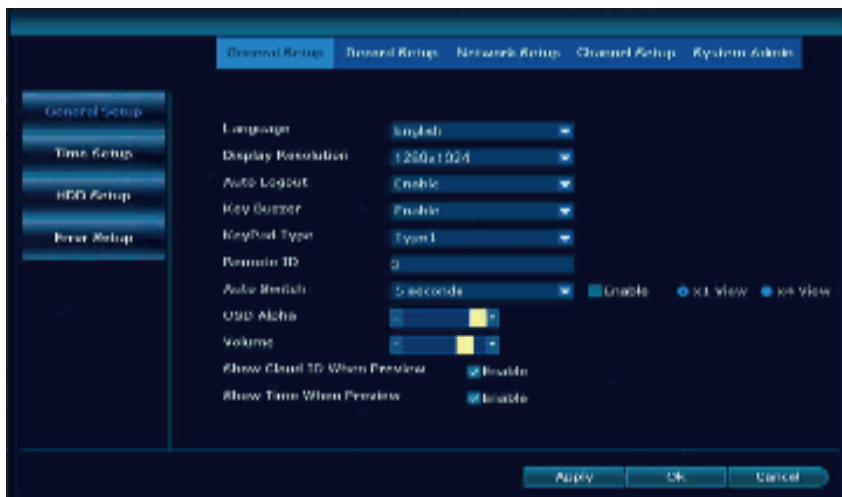 General Setup Record Setup Network Setup Channel Setup System Admin
General Setup
Time Setup
HDD Setup
Error Setup
Language English
Display Resolution 1280x1024
Auto Logout Enable
Key Buzzer Enable
KeyPad Type Type1
Remote ID 0
Auto Switch 5 seconds Enable x1 View x4 View
OSD Alpha - +
Volume - +
Show Cloud ID When Preview Enable
Show Time When Preview Enable
Apply Ok Cancel